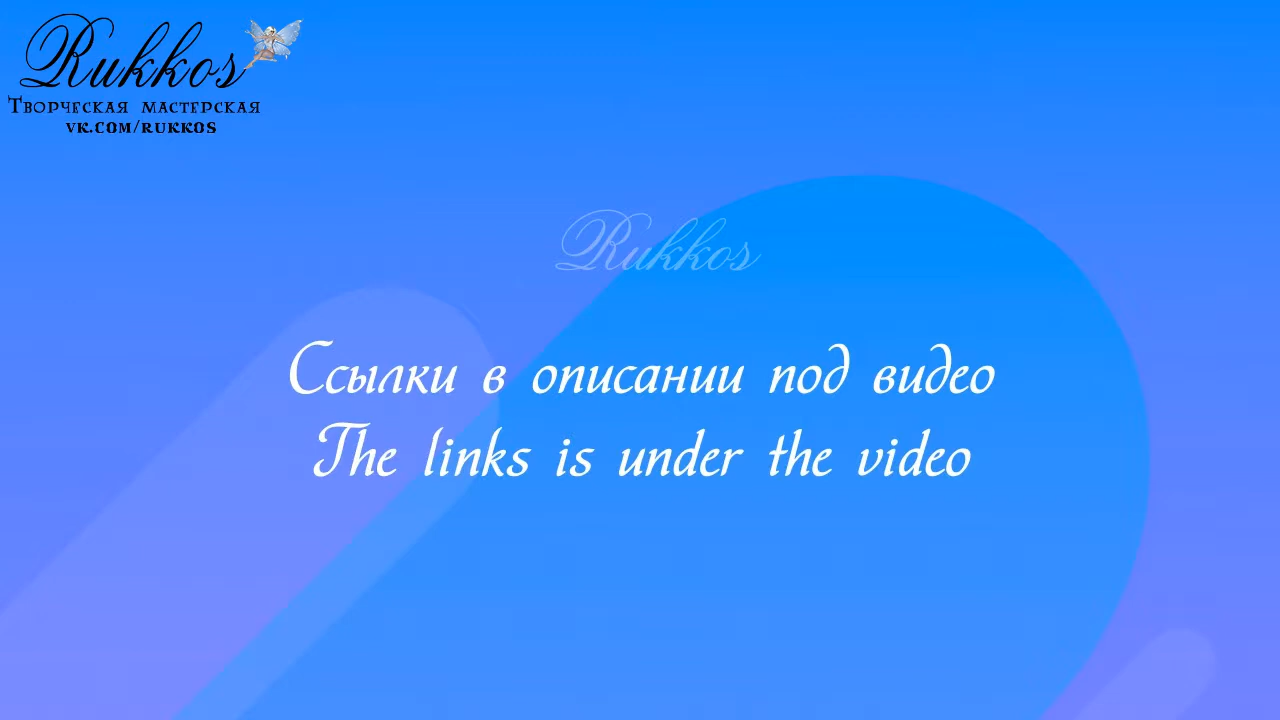 Rukkos
Творческая мастерская
vk.com/rukkos
Rukkos
Ссылки в описании под видео
The links is under the video